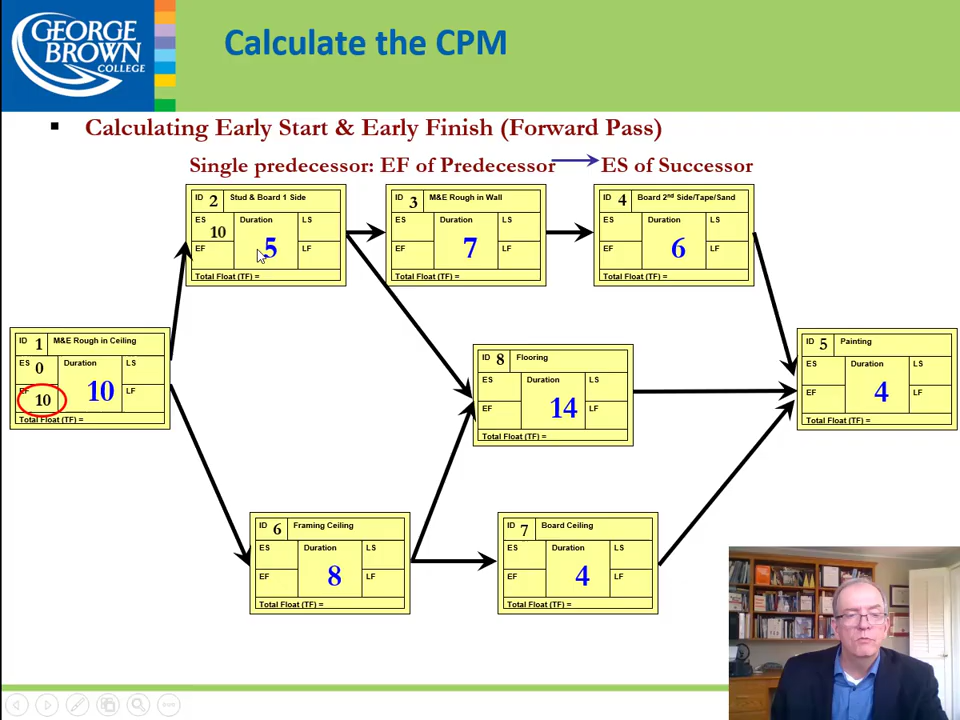 GEORGE
BROWN
COLLEGE
Calculate the CPM
Calculating Early Start & Early Finish (Forward Pass)
Single predecessor: EF of Predecessor ES of Successor
ID 2 Stud & Board 1 Side
ES 10 Duration LS
EF 5 LF
Total Float (TF) =
ID 3 M&E Rough in Wall
ES Duration LS
EF 7 LF
Total Float (TF) =
ID 4 Board 2nd Side/Tape/Sand
ES Duration LS
EF 6 LF
Total Float (TF) =
ID 1 M&E Rough in Ceiling
ES 0 Duration LS
EF 10 10 LF
Total Float (TF) =
ID 8 Flooring
ES Duration LS
EF 14 LF
Total Float (TF) =
ID 5 Painting
ES Duration LS
EF 4 LF
Total Float (TF) =
ID 6 Framing Ceiling
ES Duration LS
EF 8 LF
Total Float (TF) =
ID 7 Board Ceiling
ES Duration LS
EF 4 LF
Total Float (TF) =